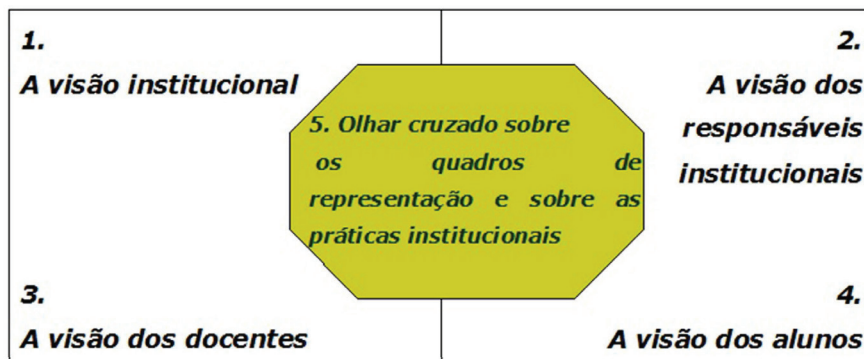 1.
A visão institucional
2.
A visão dos
responsáveis
institucionais
5. Olhar cruzado sobre
os quadros de
representação e sobre as
práticas institucionais
3.
A visão dos docentes
4.
A visão dos alunos